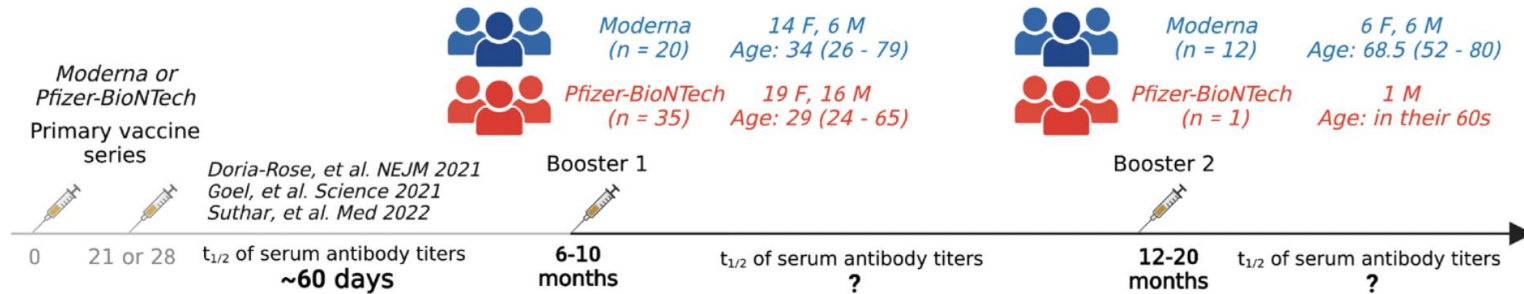 Moderna or
Pfizer-BioNTech
Primary vaccine
series
Doria-Rose, et al. NEJM 2021
Goel, et al. Science 2021
Suthar, et al. Med 2022
Moderna
(n = 20)
14 F, 6 M
Age: 34 (26 - 79)
Pfizer-BioNTech
(n = 35)
19 F, 16 M
Age: 29 (24 - 65)
Booster 1
Moderna
(n = 12)
6 F, 6 M
Age: 68.5 (52 - 80)
Pfizer-BioNTech
(n = 1)
1 M
Age: in their 60s
Booster 2
0
21 or 28
t1/2 of serum antibody titers
~60 days
6-10
months
t1/2 of serum antibody titers
?
12-20
months
t1/2 of serum antibody titers
?